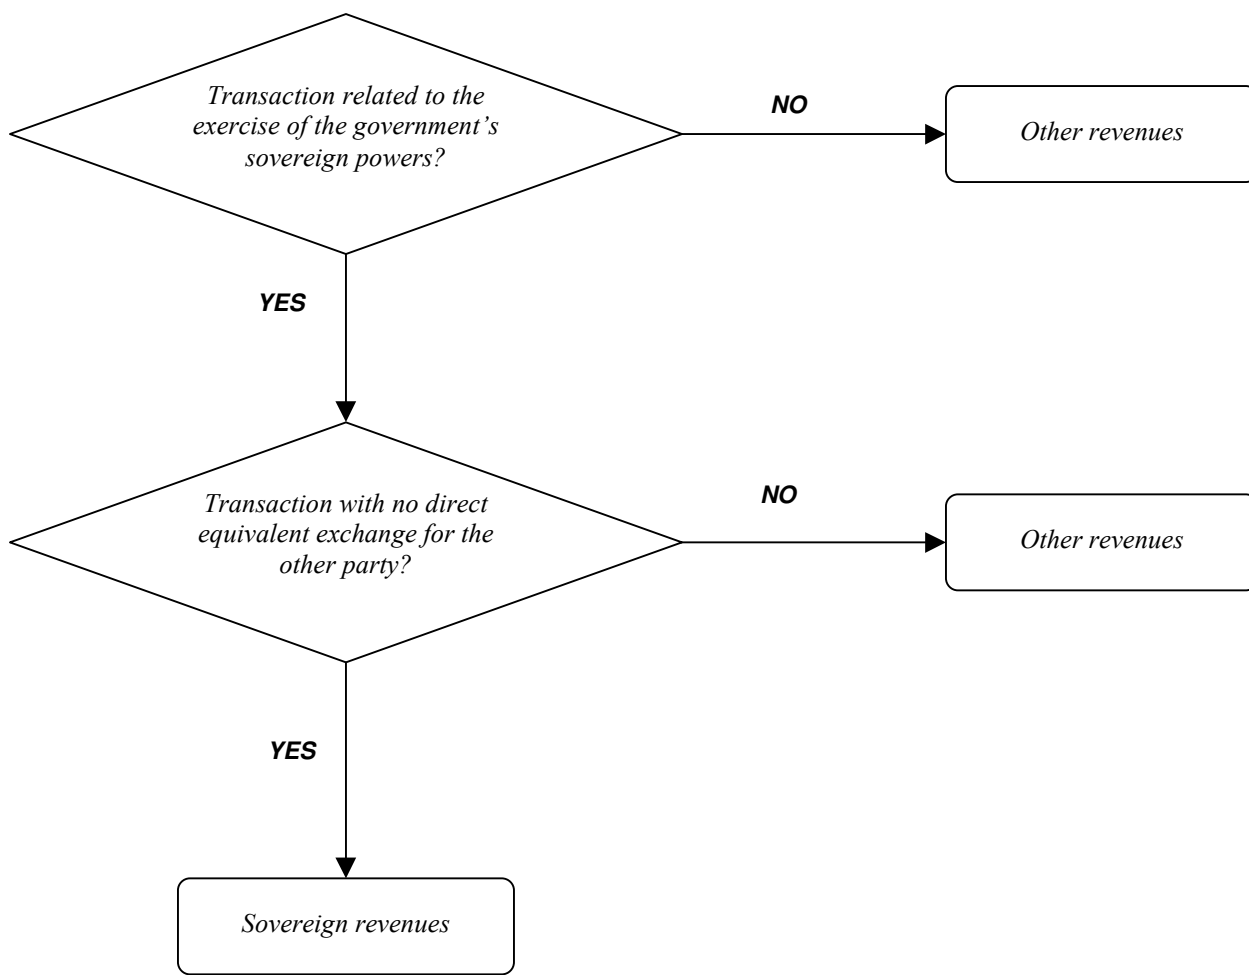 Transaction related to the
exercise of the government’s
sovereign powers?
NO
Other revenues
YES
Transaction with no direct
equivalent exchange for the
other party?
NO
Other revenues
YES
Sovereign revenues